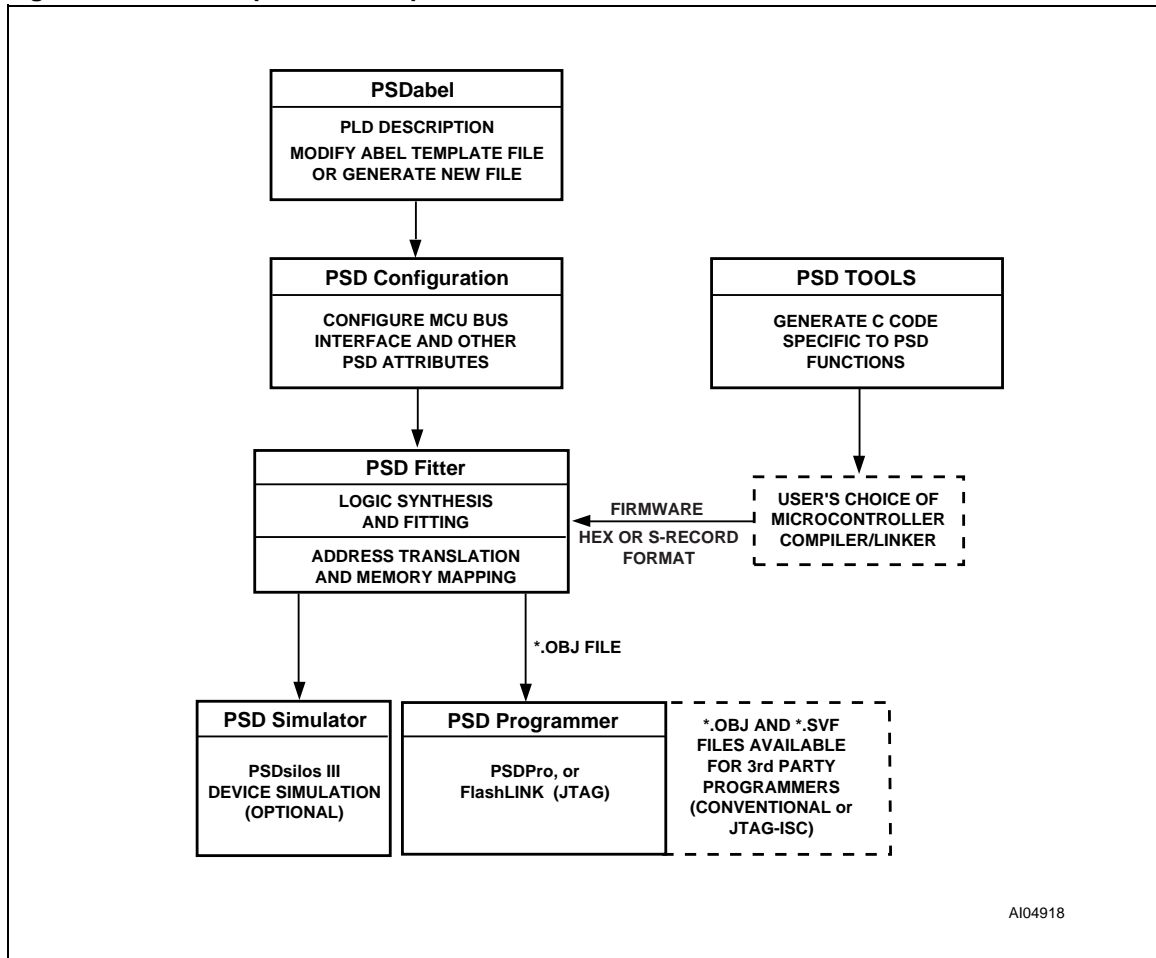 PSDabel
PLD DESCRIPTION
MODIFY ABEL TEMPLATE FILE
OR GENERATE NEW FILE
PSD Configuration
CONFIGURE MCU BUS
INTERFACE AND OTHER
PSD ATTRIBUTES
PSD TOOLS
GENERATE C CODE
SPECIFIC TO PSD
FUNCTIONS
PSD Fitter
LOGIC SYNTHESIS
AND FITTING
ADDRESS TRANSLATION
AND MEMORY MAPPING
FIRMWARE
HEX OR S-RECORD
FORMAT
USER'S CHOICE OF
MICROCONTROLLER
COMPILER/LINKER
*.OBJ FILE
PSD Simulator
PSDsilos III
DEVICE SIMULATION
(OPTIONAL)
PSD Programmer
PSDPro, or
FlashLINK (JTAG)
*.OBJ AND *.SVF
FILES AVAILABLE
FOR 3rd PARTY
PROGRAMMERS
(CONVENTIONAL or
JTAG-ISC)
AI04918